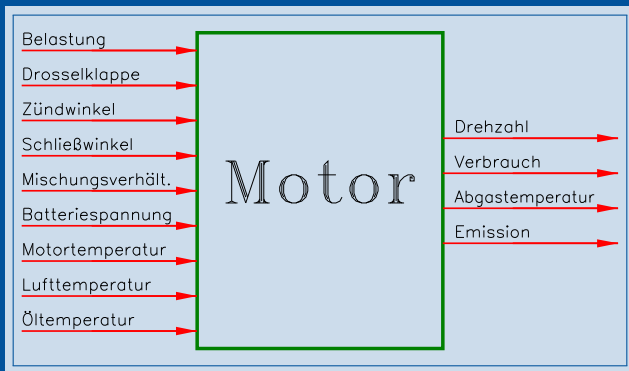 Belastung
Drosselklappe
Zündwinkel
Schließwinkel
Mischungsverhält.
Batteriespannung
Motortemperatur
Lufttemperatur
Öltemperatur
Motor
Drehzahl
Verbrauch
Abgastemperatur
Emission